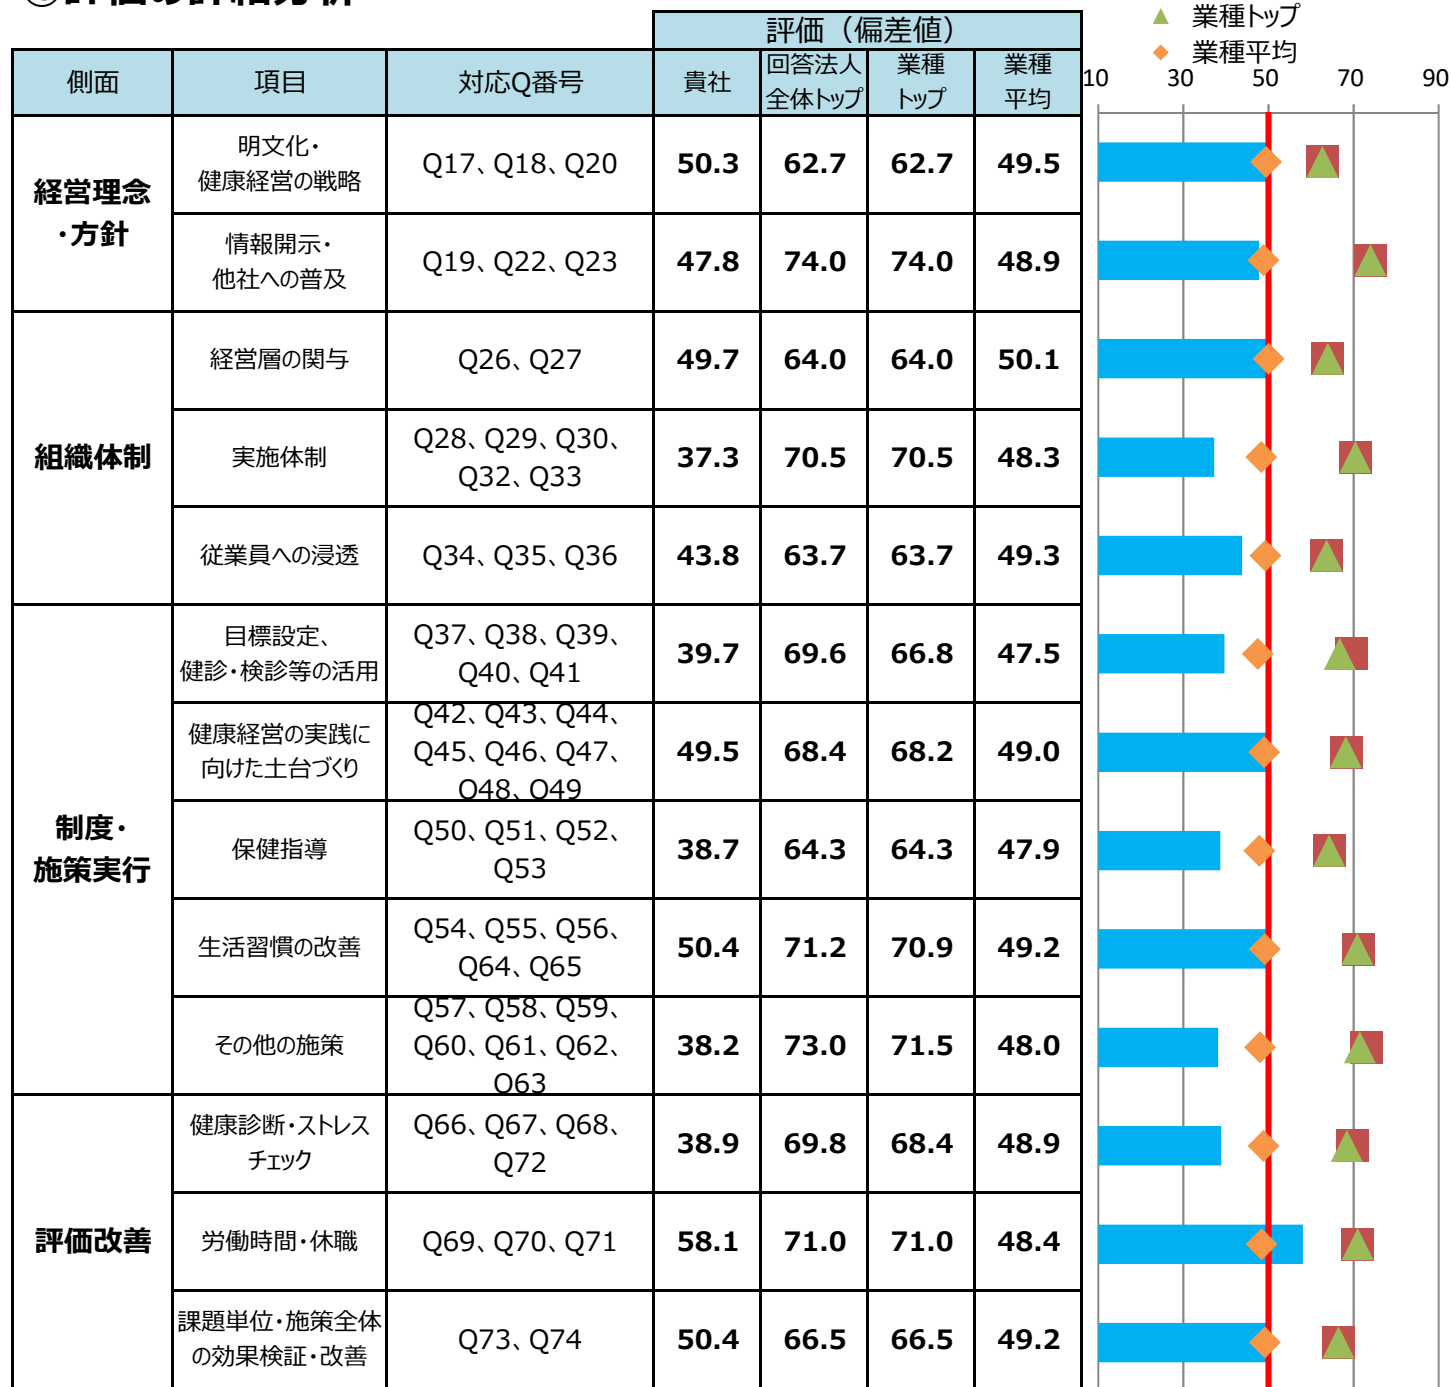 ①評価の詳細分析
▲ 業種トップ
◆ 業種平均
評価（偏差値）
側面 項目 対応Q番号 貴社 回答法人 業種 業種
全体トップ トップ 平均
10 30 50 70 90
経営理念
・方針
明文化・
健康経営の戦略
Q17、Q18、Q20 50.3 62.7 62.7 49.5
情報開示・
他社への普及
Q19、Q22、Q23 47.8 74.0 74.0 48.9
組織体制
経営層の関与 Q26、Q27 49.7 64.0 64.0 50.1
実施体制
Q28、Q29、Q30、
Q32、Q33
37.3 70.5 70.5 48.3
従業員への浸透 Q34、Q35、Q36 43.8 63.7 63.7 49.3
制度・
施策実行
目標設定、
健診・検診等の活用
Q37、Q38、Q39、
Q40、Q41
39.7 69.6 66.8 47.5
健康経営の実践に
向けた土台づくり
Q42、Q43、Q44、
Q45、Q46、Q47、
Q48、Q49
49.5 68.4 68.2 49.0
保健指導
Q50、Q51、Q52、
Q53
38.7 64.3 64.3 47.9
生活習慣の改善
Q54、Q55、Q56、
Q64、Q65
50.4 71.2 70.9 49.2
その他の施策
Q57、Q58、Q59、
Q60、Q61、Q62、
Q63
38.2 73.0 71.5 48.0
評価改善
健康診断・ストレス
チェック
Q66、Q67、Q68、
Q72
38.9 69.8 68.4 48.9
労働時間・休職 Q69、Q70、Q71 58.1 71.0 71.0 48.4
課題単位・施策全体
の効果検証・改善
Q73、Q74 50.4 66.5 66.5 49.2